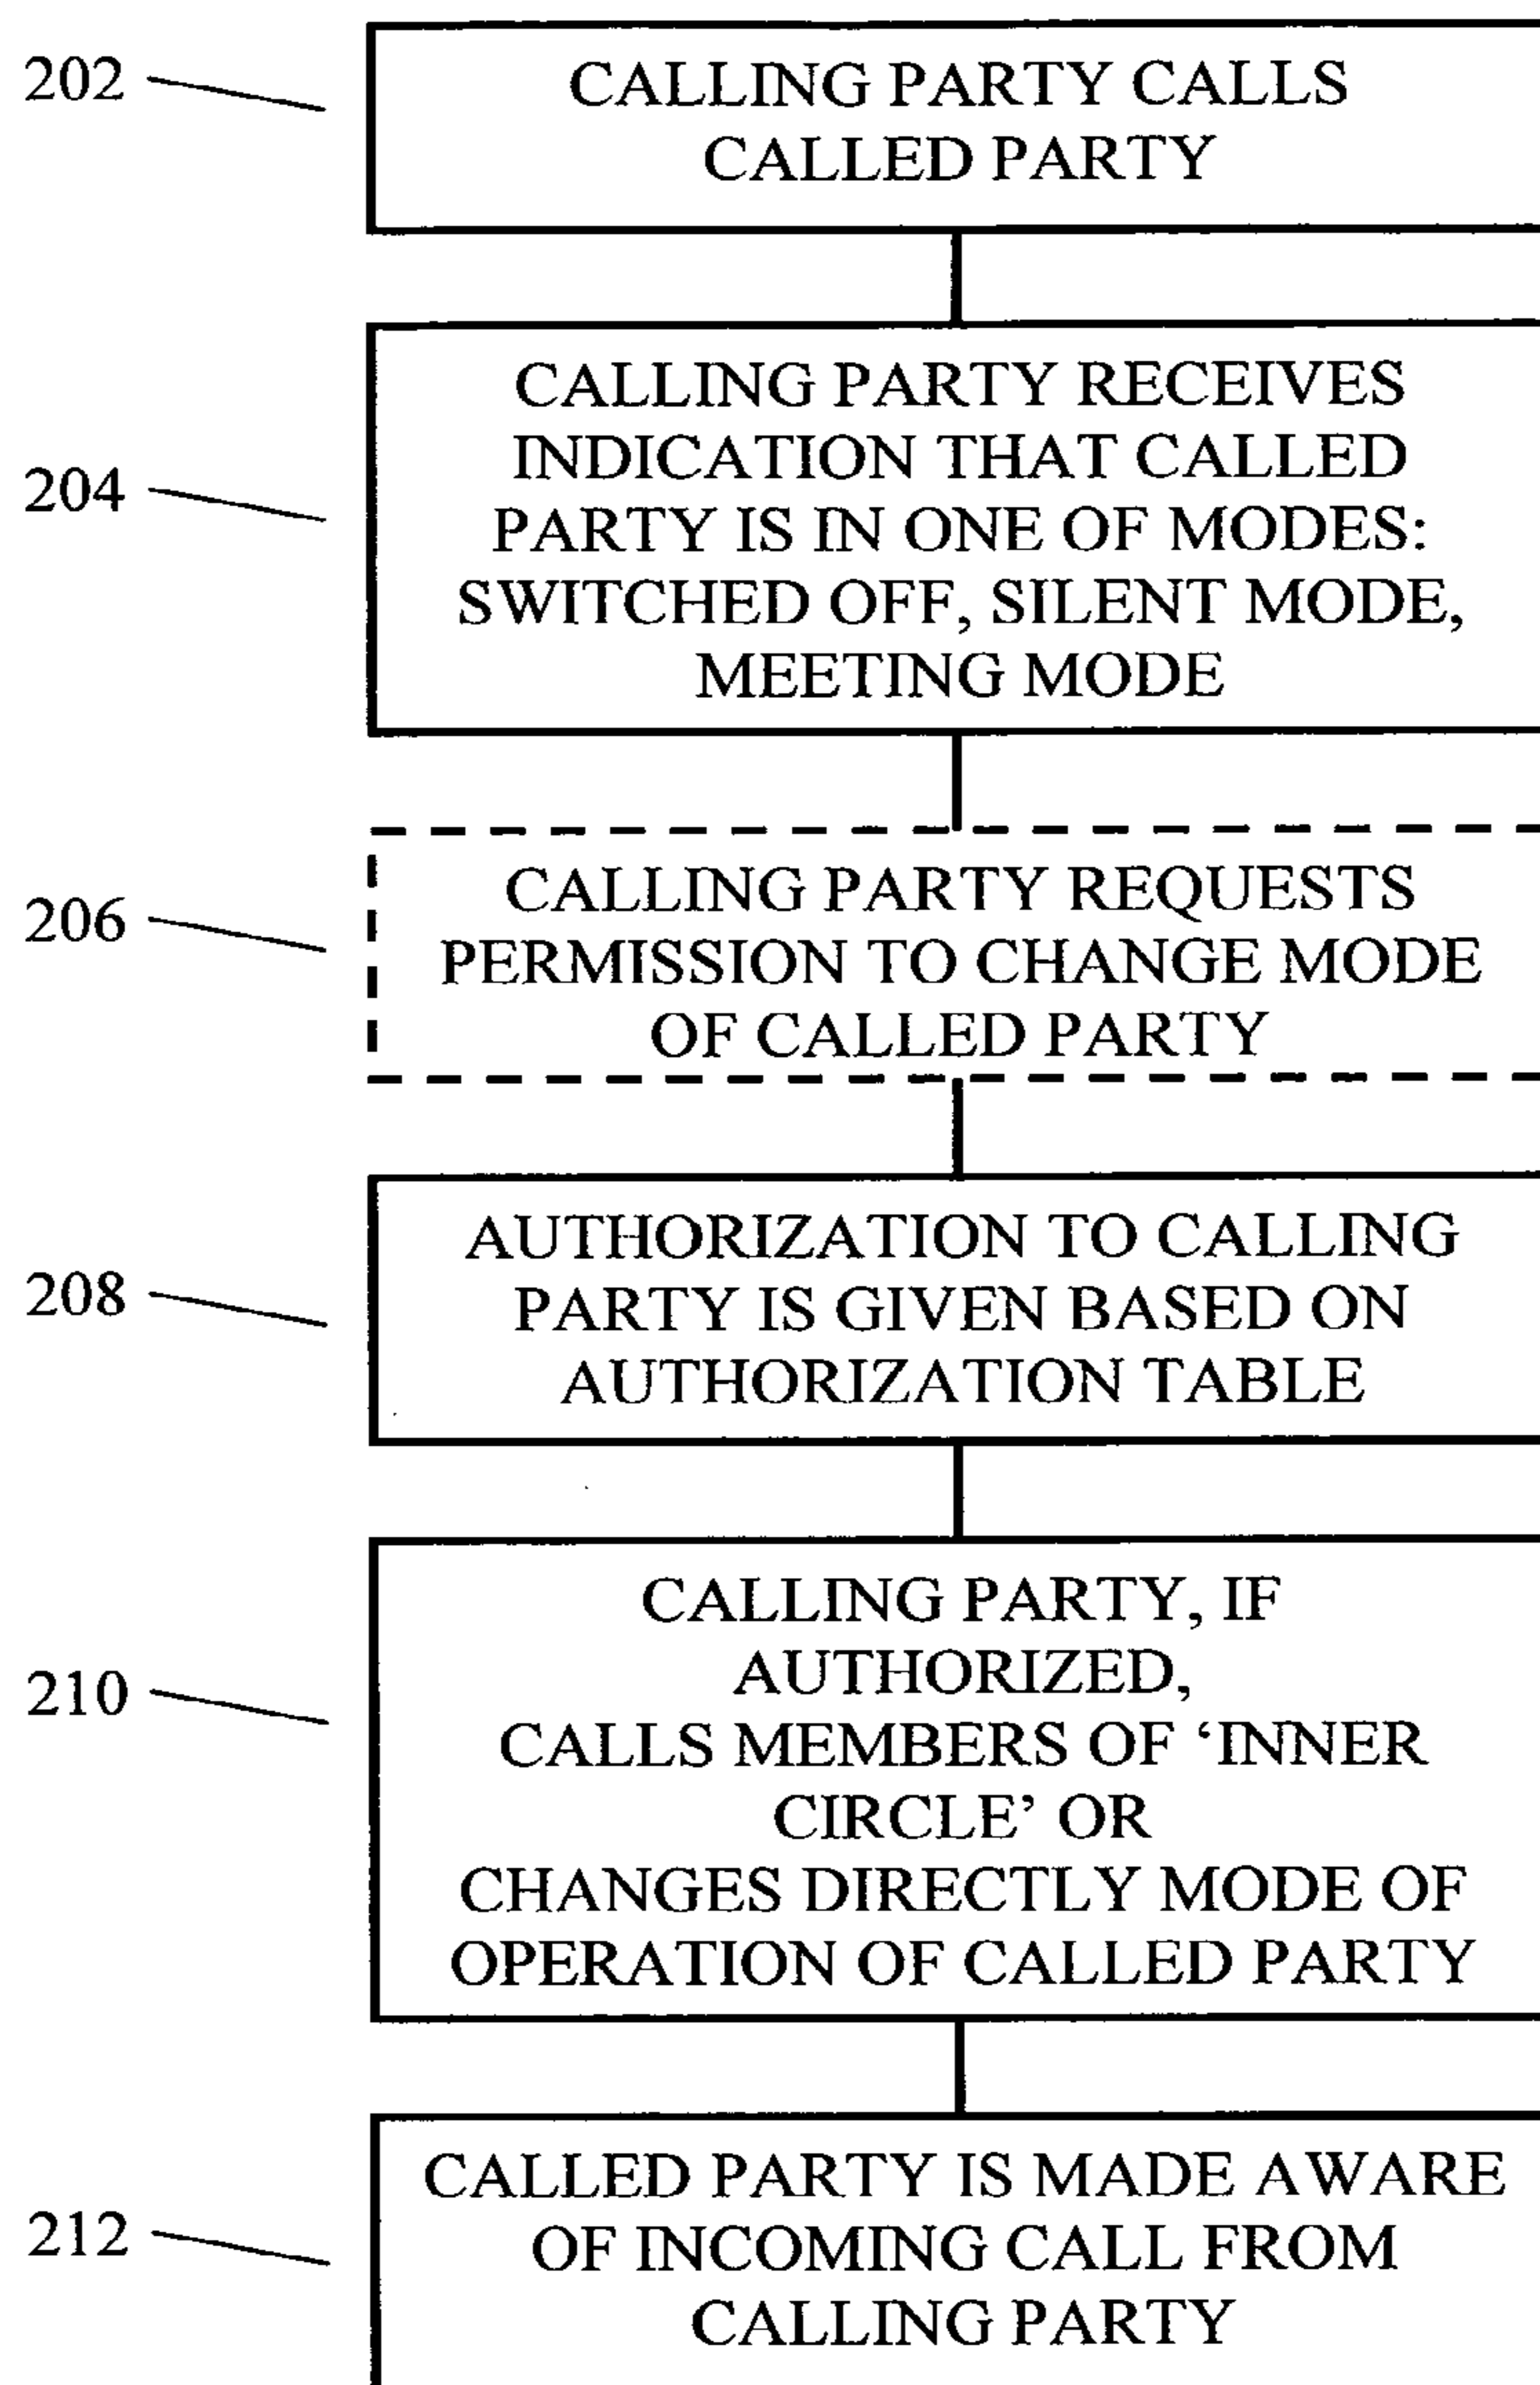 202
CALLING PARTY CALLS
CALLED PARTY
204
CALLING PARTY RECEIVES
INDICATION THAT CALLED
PARTY IS IN ONE OF MODES:
SWITCHED OFF, SILENT MODE,
MEETING MODE
206
CALLING PARTY REQUESTS
PERMISSION TO CHANGE MODE
OF CALLED PARTY
208
AUTHORIZATION TO CALLING
PARTY IS GIVEN BASED ON
AUTHORIZATION TABLE
210
CALLING PARTY, IF
AUTHORIZED,
CALLS MEMBERS OF ‘INNER
CIRCLE’ OR
CHANGES DIRECTLY MODE OF
OPERATION OF CALLED PARTY
212
CALLED PARTY IS MADE AWARE
OF INCOMING CALL FROM
CALLING PARTY